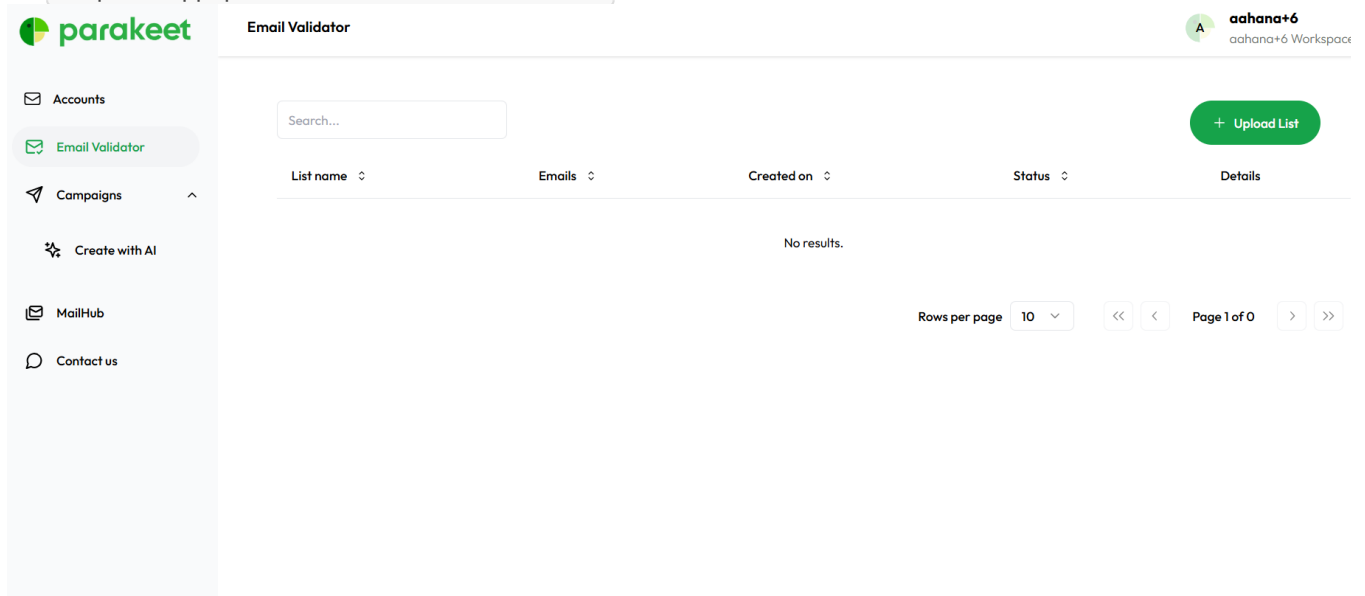 parakeet
Email Validator
A
aahana+6
aahana+6 Workspace
Accounts
Email Validator
Campaigns
Create with AI
MailHub
Contact us
Search...
+ Upload List
List name Emails Created on Status Details
No results.
Rows per page 10 << < Page 1 of 0 > >>